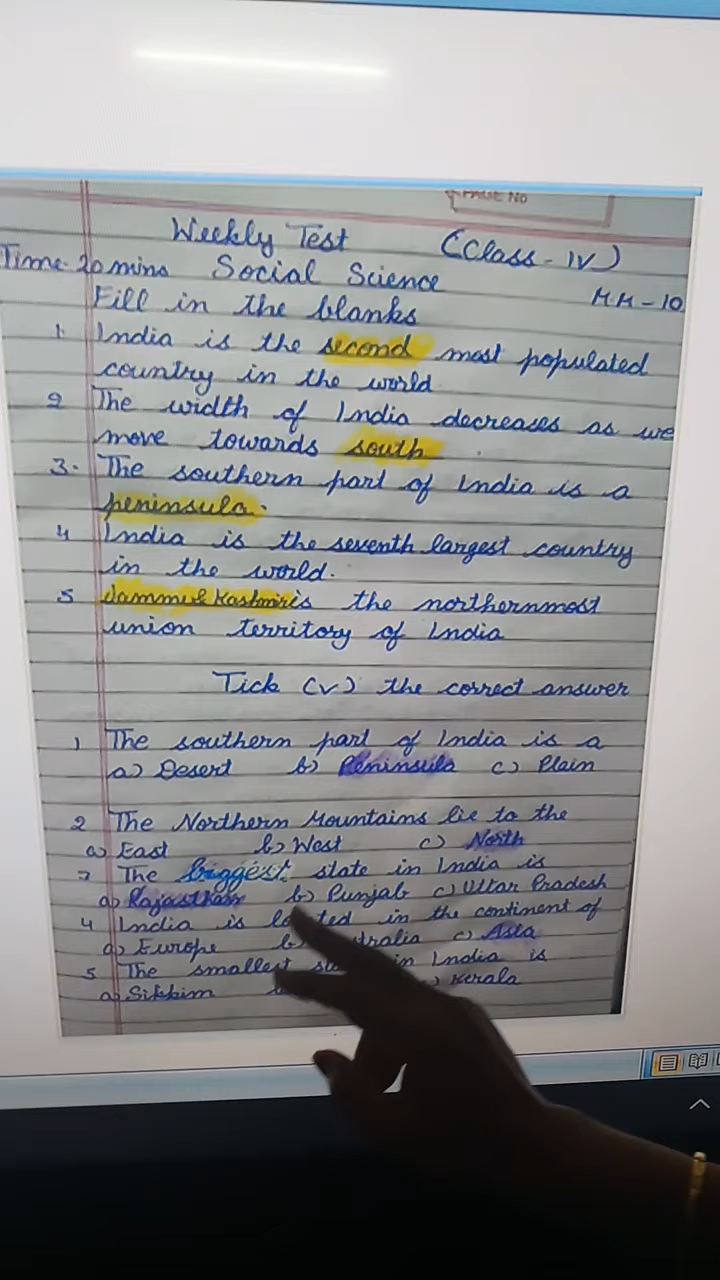 PAGE NO
Weekly Test (Class - IV)
Time-20 mins Social Science M.M-10
Fill in the blanks
1. India is the second most populated
country in the world.
2 The width of India decreases as we
move towards south.
3. The southern part of India is a
peninsula.
4 India is the seventh largest country
in the world.
5 Jammu & Kashmir is the northernmost
union territory of India
Tick (✓) the correct answer
1 The southern part of India is a
a) Desert b) Peninsula c) Plain
2 The Northern Mountains lie to the
a) East b) West c) North
3 The biggest state in India is
a) Rajasthan b) Punjab c) Uttar Pradesh
4 India is located in the continent of
a) Europe c) Asia
5 The smallest in India is
a) Sikkim Kerala